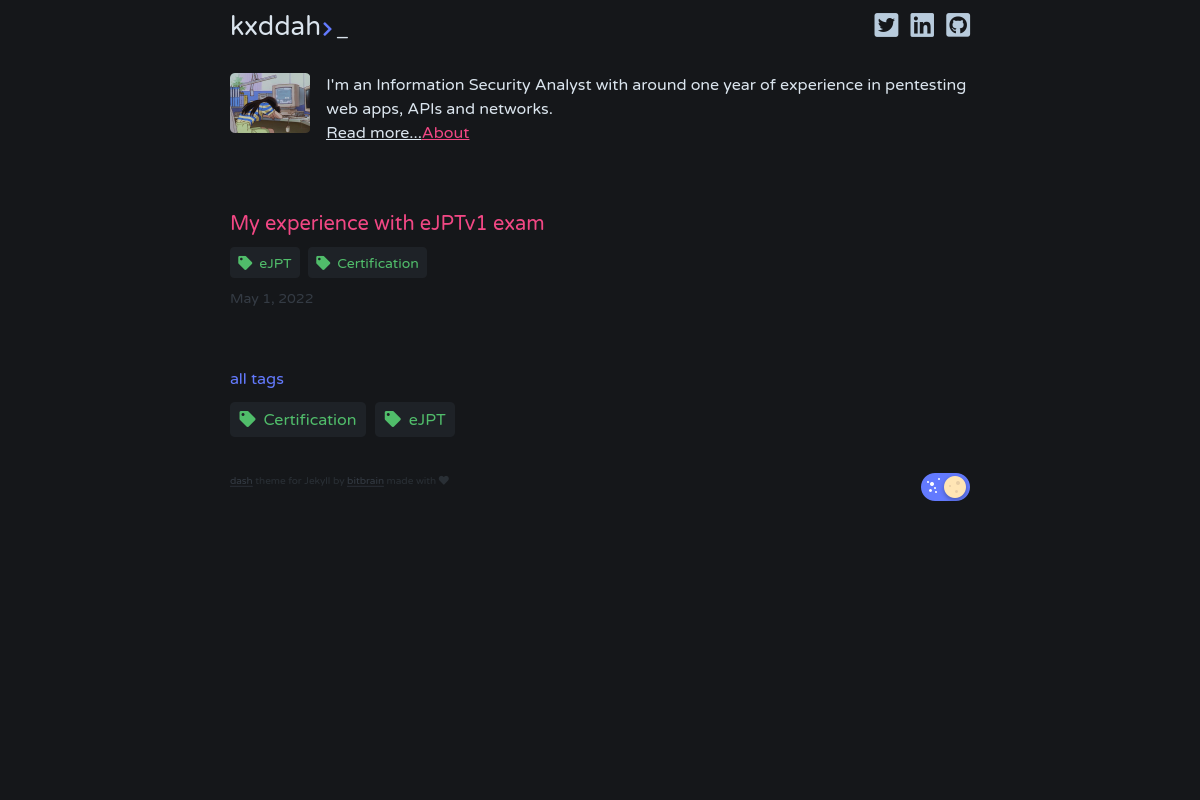 kxddah>_
I'm an Information Security Analyst with around one year of experience in pentesting
web apps, APIs and networks.
Read more...About
My experience with eJPTv1 exam
eJPT Certification
May 1, 2022
all tags
Certification eJPT
dash theme for Jekyll by bitbrain made with